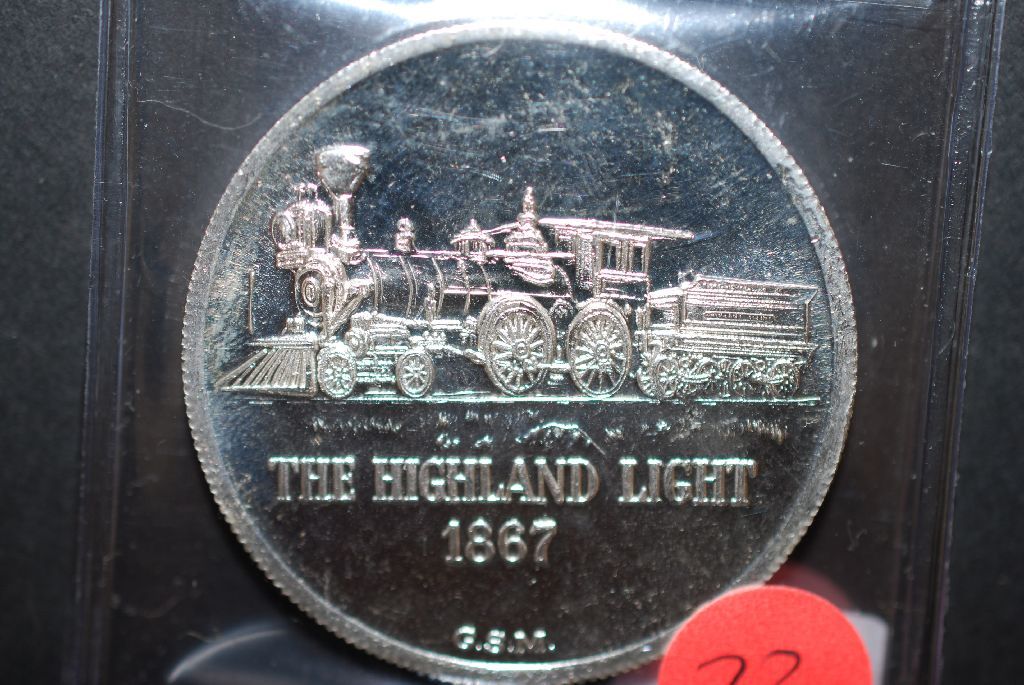 THE HIGHLAND LIGHT
1867
G.S.M.